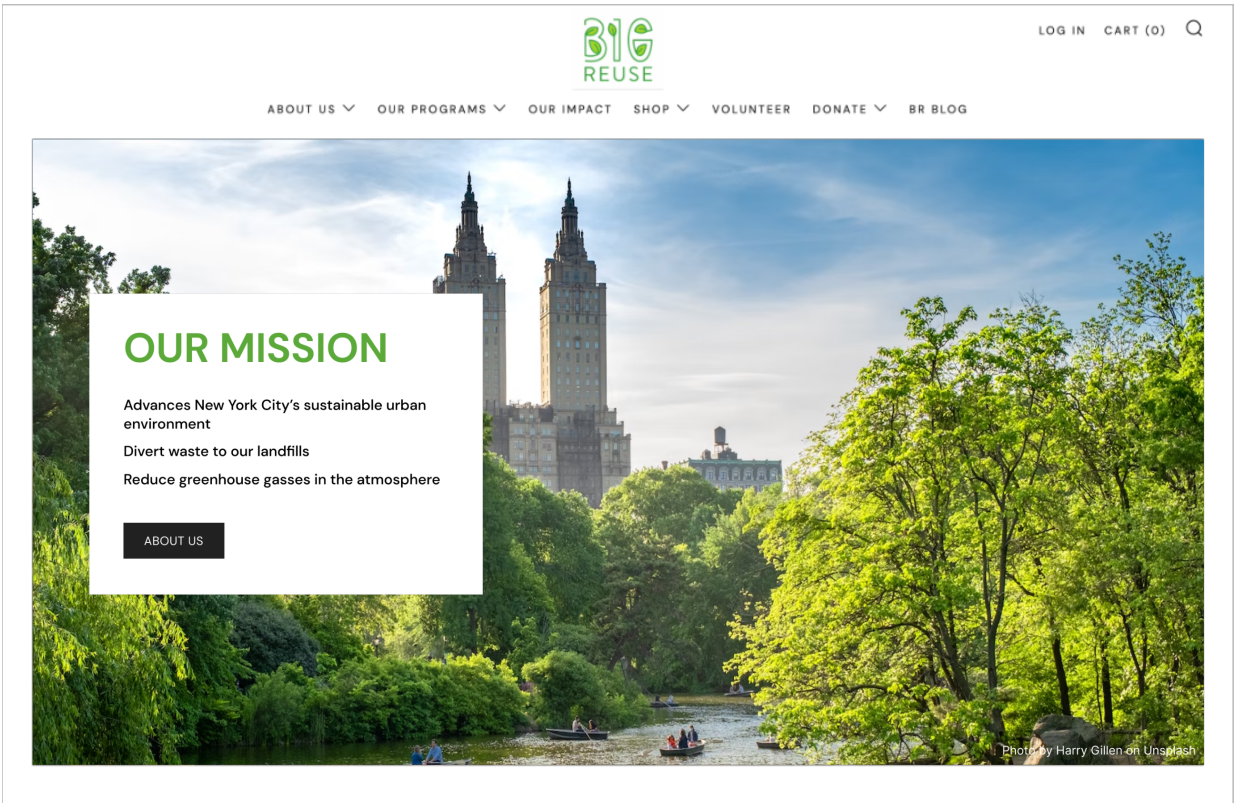 BIG
REUSE
LOG IN
CART (0)
ABOUT US
OUR PROGRAMS
OUR IMPACT
SHOP
VOLUNTEER
DONATE
BR BLOG
OUR MISSION
Advances New York City’s sustainable urban
environment
Divert waste to our landfills
Reduce greenhouse gasses in the atmosphere
ABOUT US
Photo by Harry Gillen on Unsplash